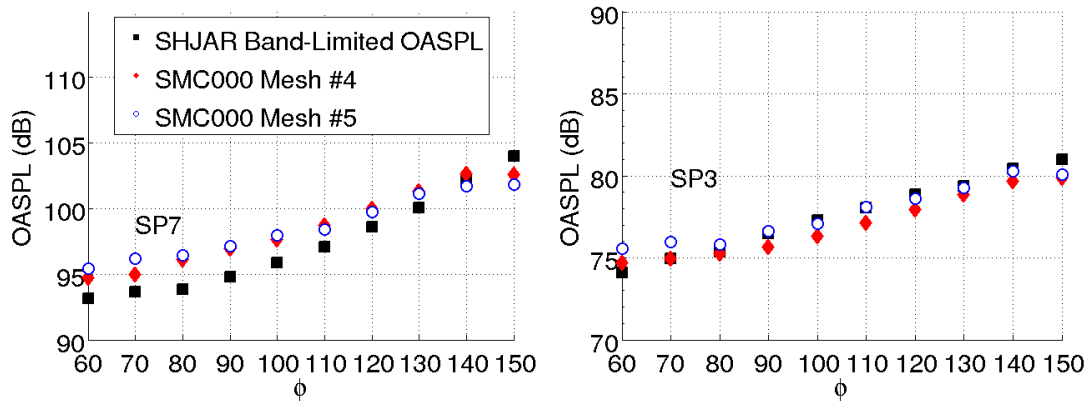 SHJAR Band-Limited OASPL
SMC000 Mesh #4
SMC000 Mesh #5
OASPL (dB)
110
105
100
95
90
SP7
60 70 80 90 100 110 120 130 140 150
ϕ
OASPL (dB)
90
85
80
75
70
SP3
60 70 80 90 100 110 120 130 140 150
ϕ